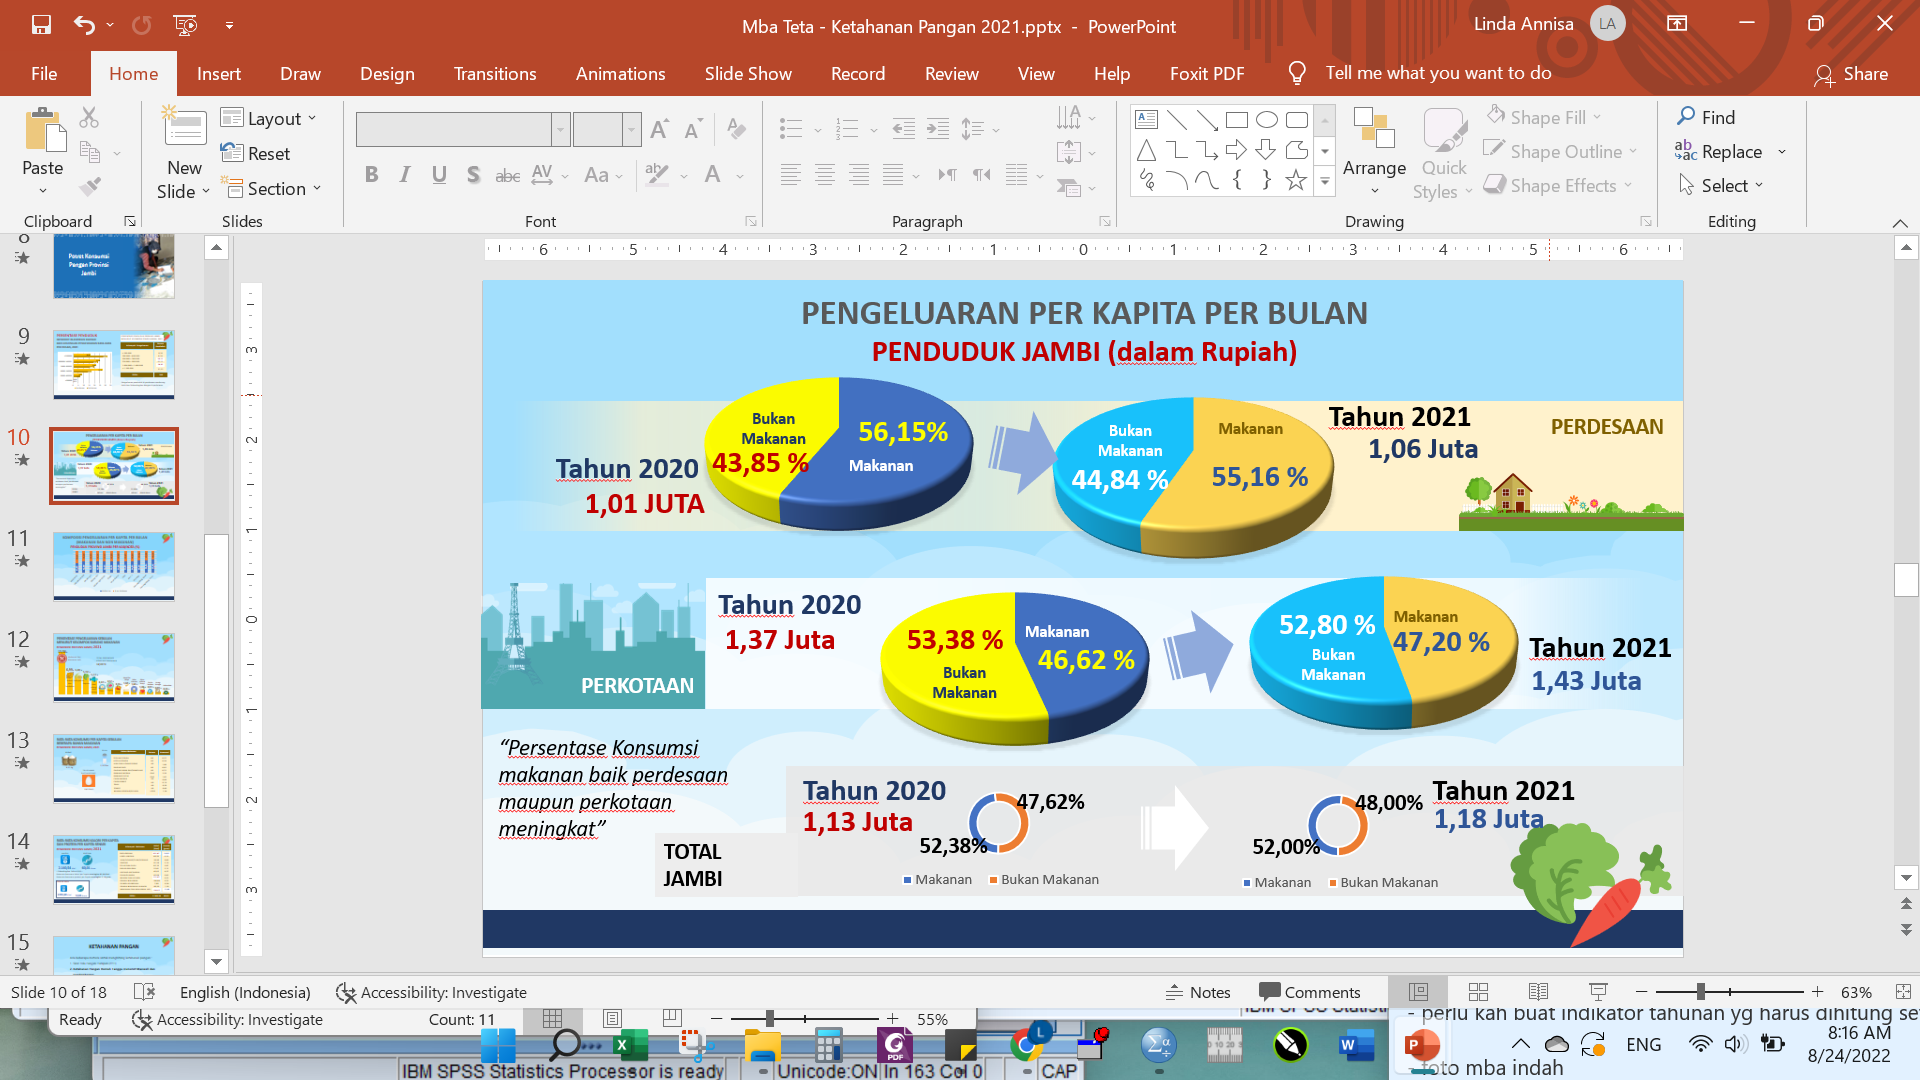 Mba Teta - Ketahanan Pangan 2021.pptx - PowerPoint
Linda Annisa
LA
File
Home
Insert
Draw
Design
Transitions
Animations
Slide Show
Record
Review
View
Help
Foxit PDF
Tell me what you want to do
Share
Paste
New
Slide
Layout
Reset
Section
Find
Replace
Select
Arrange
Quick
Styles
Shape Fill
Shape Outline
Shape Effects
Clipboard
Slides
Font
Paragraph
Drawing
Editing
8
Potret Konsumsi
Pangan Provinsi
Jambi
9
10
11
12
13
14
15
KETAHANAN PANGAN
PENGELUARAN PER KAPITA PER BULAN
PENDUDUK JAMBI (dalam Rupiah)
Tahun 2020
1,01 JUTA
Bukan
Makanan
43,85 %
56,15%
Makanan
Bukan
Makanan
44,84 %
Makanan
55,16 %
Tahun 2021
1,06 Juta
PERDESAAN
PERKOTAAN
Tahun 2020
1,37 Juta
53,38 %
Bukan
Makanan
Makanan
46,62 %
52,80 %
Bukan
Makanan
Makanan
47,20 %
Tahun 2021
1,43 Juta
“Persentase Konsumsi
makanan baik perdesaan
maupun perkotaan
meningkat”
TOTAL
JAMBI
Tahun 2020
1,13 Juta
47,62%
52,38%
Makanan
Bukan Makanan
48,00%
52,00%
Makanan
Bukan Makanan
Tahun 2021
1,18 Juta
Slide 10 of 18
English (Indonesia)
Accessibility: Investigate
Notes
Comments
63%
Ready
Accessibility: Investigate
Count: 11
55%
- perlu kah buat indikator tahunan yg harus dihitung se
IBM SPSS Statistics Processor is ready
Unicode:ON
In 163 Col 0
CAP
ENG
8:16 AM
8/24/2022
- foto mba indah